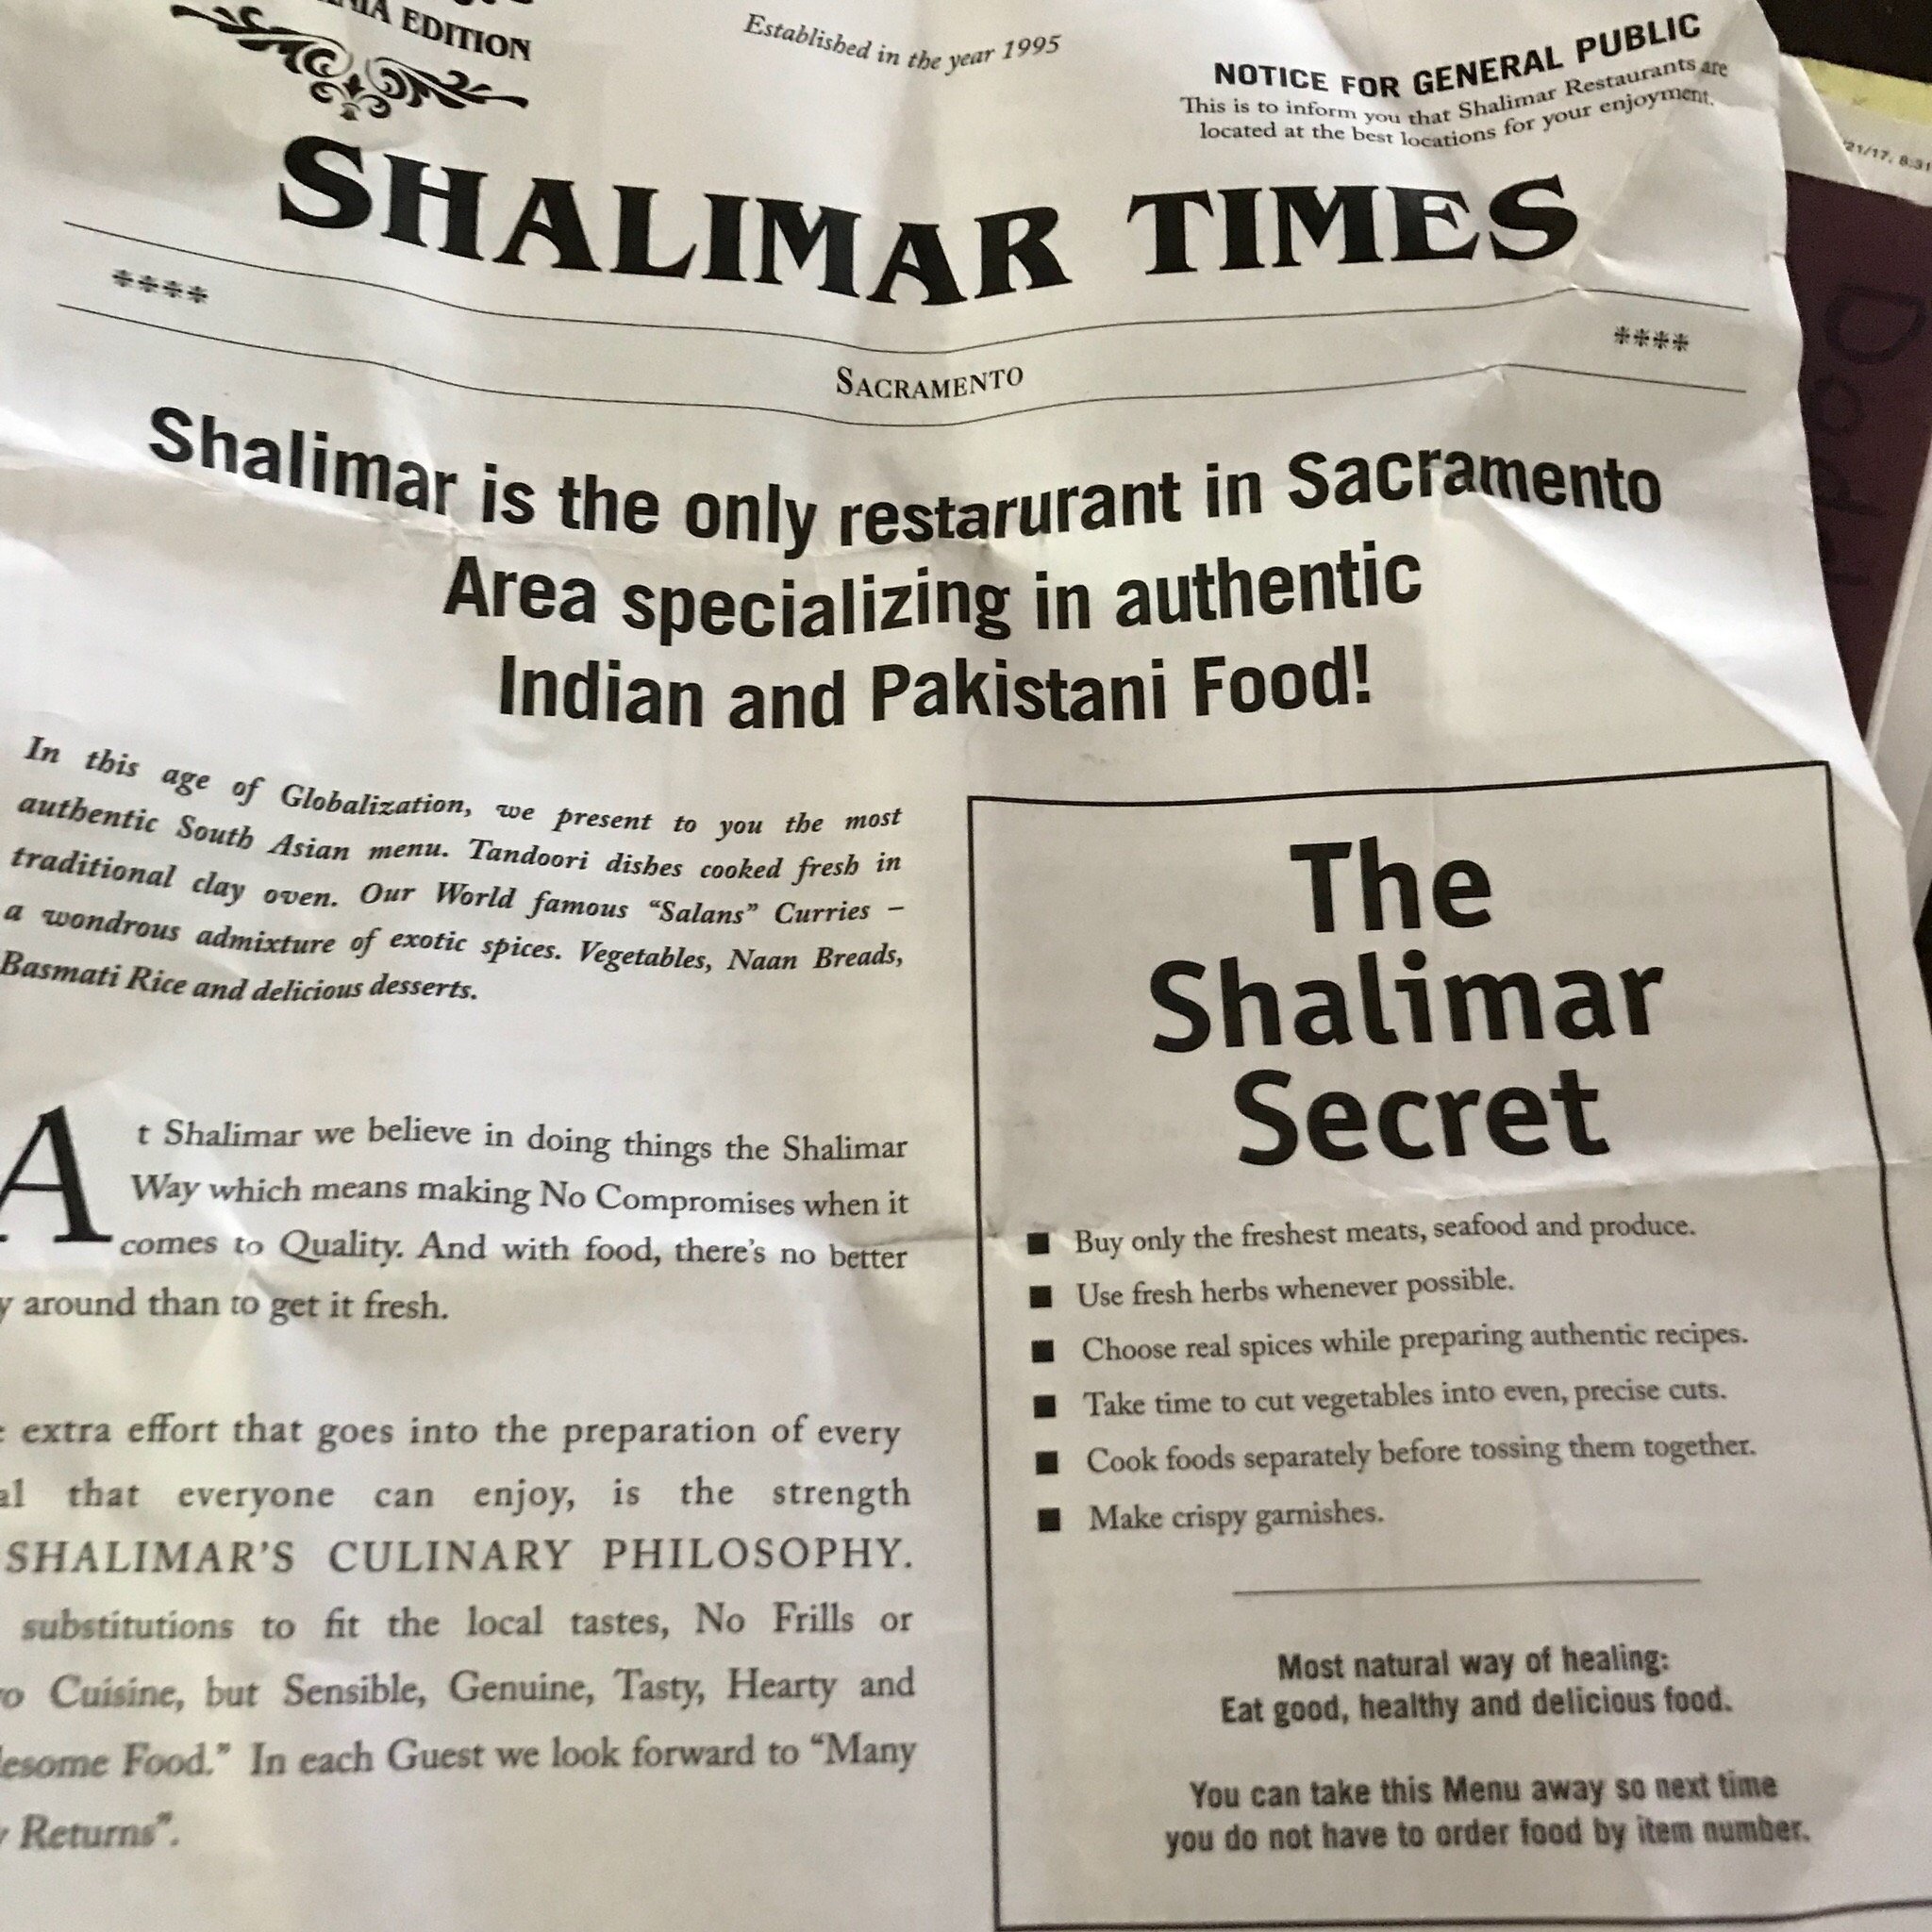 EDITION
Established in the year 1995
NOTICE FOR GENERAL PUBLIC
This is to inform you that Shalimar Restaurants are
located at the best locations for your enjoyment.
SHALIMAR TIMES
****
****
SACRAMENTO
Shalimar is the only restarurant in Sacramento
Area specializing in authentic
Indian and Pakistani Food!
In this age of Globalization, we present to you the most
authentic South Asian menu. Tandoori dishes cooked fresh in
traditional clay oven. Our World famous “Salans” Curries –
a wondrous admixture of exotic spices. Vegetables, Naan Breads,
Basmati Rice and delicious desserts.
At Shalimar we believe in doing things the Shalimar
Way which means making No Compromises when it
comes to Quality. And with food, there's no better
around than to get it fresh.
extra effort that goes into the preparation of every
that everyone can enjoy, is the strength
SHALIMAR'S CULINARY PHILOSOPHY.
substitutions to fit the local tastes, No Frills or
Cuisine, but Sensible, Genuine, Tasty, Hearty and
Food.” In each Guest we look forward to “Many
Returns”.
The
Shalimar
Secret
■ Buy only the freshest meats, seafood and produce.
■ Use fresh herbs whenever possible.
■ Choose real spices while preparing authentic recipes.
■ Take time to cut vegetables into even, precise cuts.
■ Cook foods separately before tossing them together.
■ Make crispy garnishes.
Most natural way of healing:
Eat good, healthy and delicious food.
You can take this Menu away so next time
you do not have to order food by item number.
21/17, 8:31